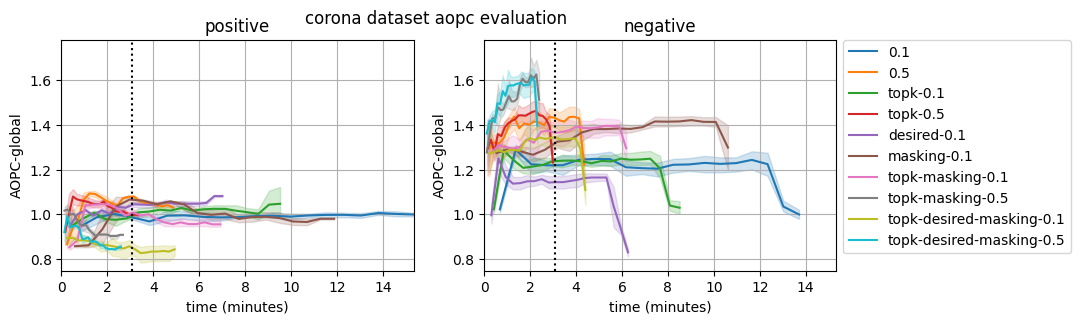 corona dataset aopc evaluation
positive
AOPC-global
1.6
1.4
1.2
1.0
0.8
0 2 4 6 8 10 12 14
time (minutes)
negative
AOPC-global
1.6
1.4
1.2
1.0
0.8
0 2 4 6 8 10 12 14
time (minutes)
0.1
0.5
topk-0.1
topk-0.5
desired-0.1
masking-0.1
topk-masking-0.1
topk-masking-0.5
topk-desired-masking-0.1
topk-desired-masking-0.5